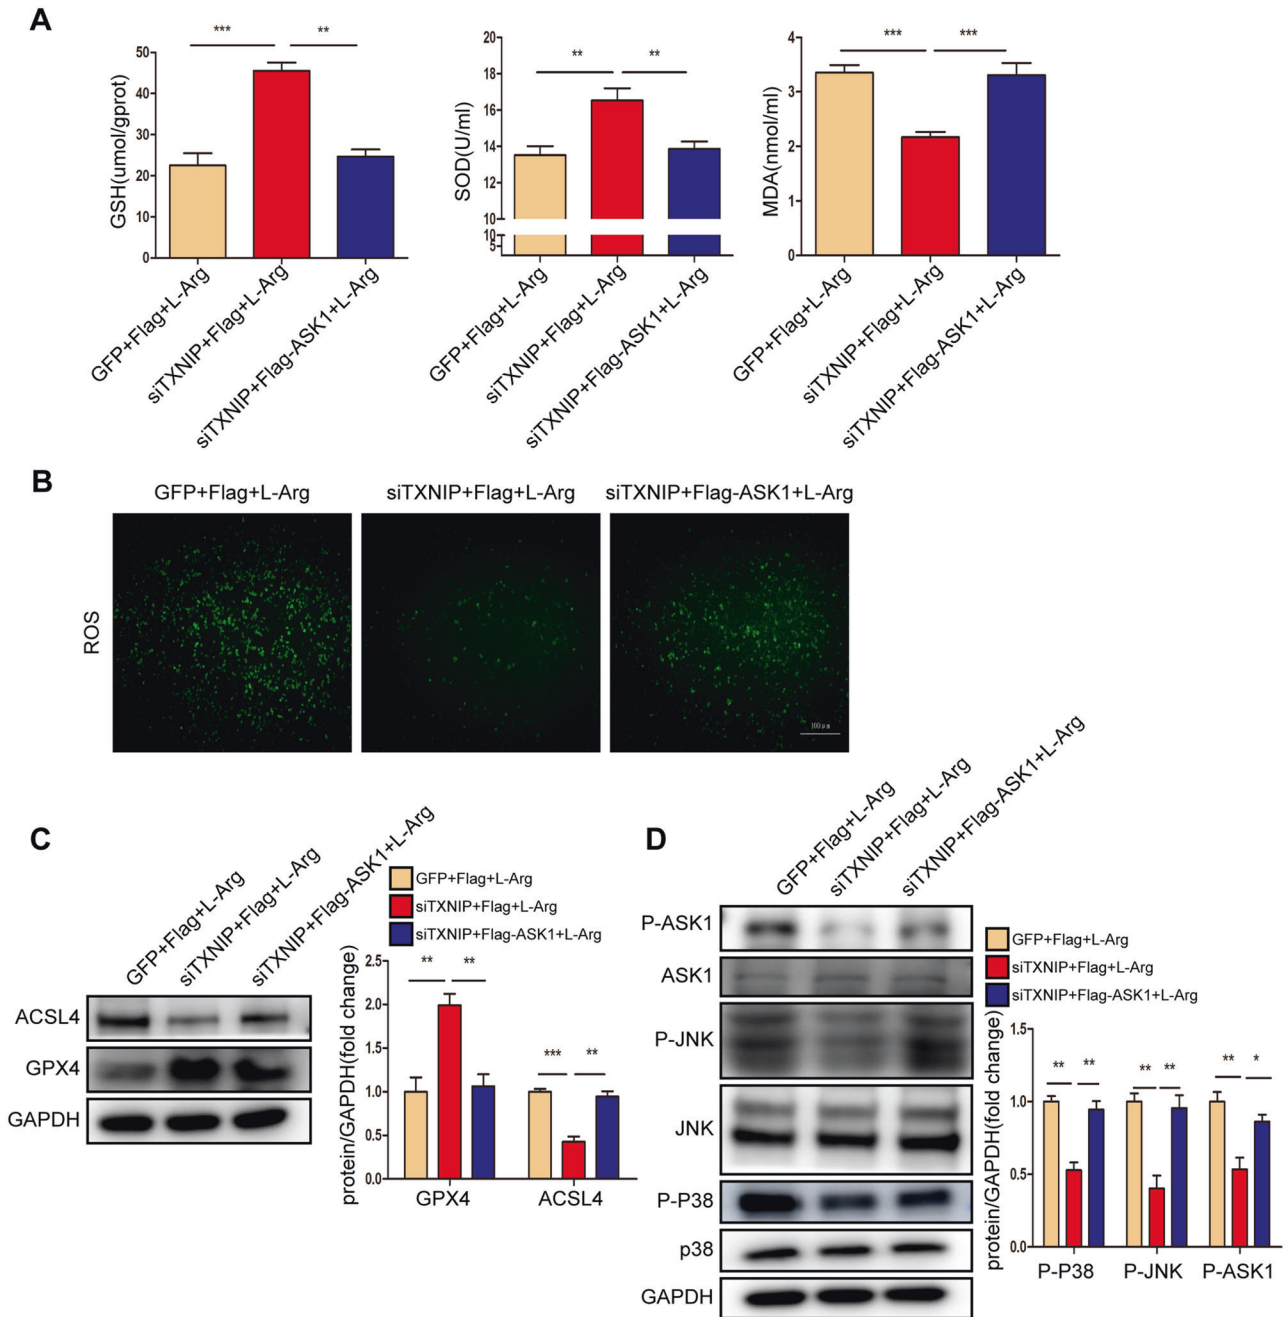 A
GSH(umol/gprot)
50
40
30
20
10
0
***
**
GFP+Flag+L-Arg
siTXNIP+Flag+L-Arg
siTXNIP+Flag-ASK1+L-Arg
SOD(U/ml)
20
18
16
14
12
10
10
5
**
**
GFP+Flag+L-Arg
siTXNIP+Flag+L-Arg
siTXNIP+Flag-ASK1+L-Arg
MDA(nmol/ml)
4
3
2
1
0
***
***
GFP+Flag+L-Arg
siTXNIP+Flag+L-Arg
siTXNIP+Flag-ASK1+L-Arg
B
GFP+Flag+L-Arg
siTXNIP+Flag+L-Arg
siTXNIP+Flag-ASK1+L-Arg
ROS
100 μm
C
GFP+Flag+L-Arg
siTXNIP+Flag+L-Arg
siTXNIP+Flag-ASK1+L-Arg
ACSL4
GPX4
GAPDH
GFP+Flag+L-Arg
siTXNIP+Flag+L-Arg
siTXNIP+Flag-ASK1+L-Arg
protein/GAPDH(fold change)
2.5
2.0
1.5
1.0
0.5
0.0
**
**
***
**
GPX4
ACSL4
D
GFP+Flag+L-Arg
siTXNIP+Flag+L-Arg
siTXNIP+Flag-ASK1+L-Arg
P-ASK1
ASK1
P-JNK
JNK
P-P38
p38
GAPDH
GFP+Flag+L-Arg
siTXNIP+Flag+L-Arg
siTXNIP+Flag-ASK1+L-Arg
protein/GAPDH(fold change)
1.5
1.0
0.5
0.0
**
**
**
**
**
*
P-P38
P-JNK
P-ASK1